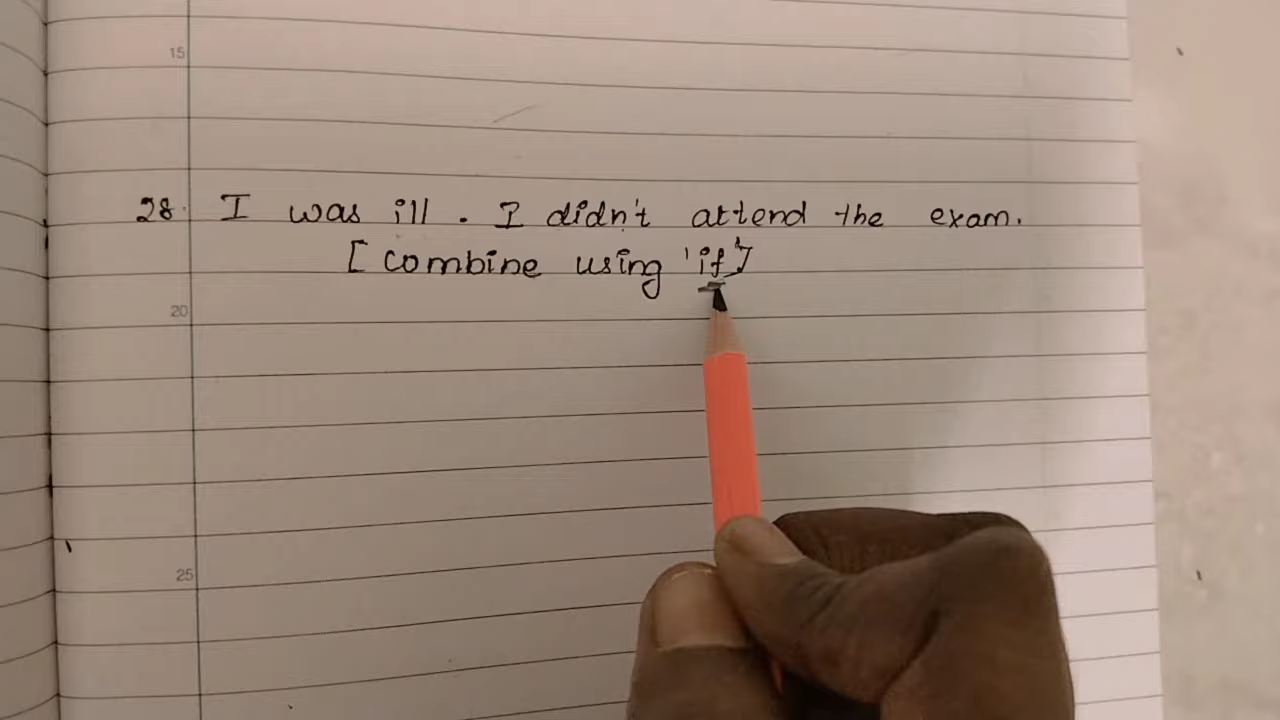 15
28. I was ill. I didn't attend the exam.
[combine using 'if']
20
25